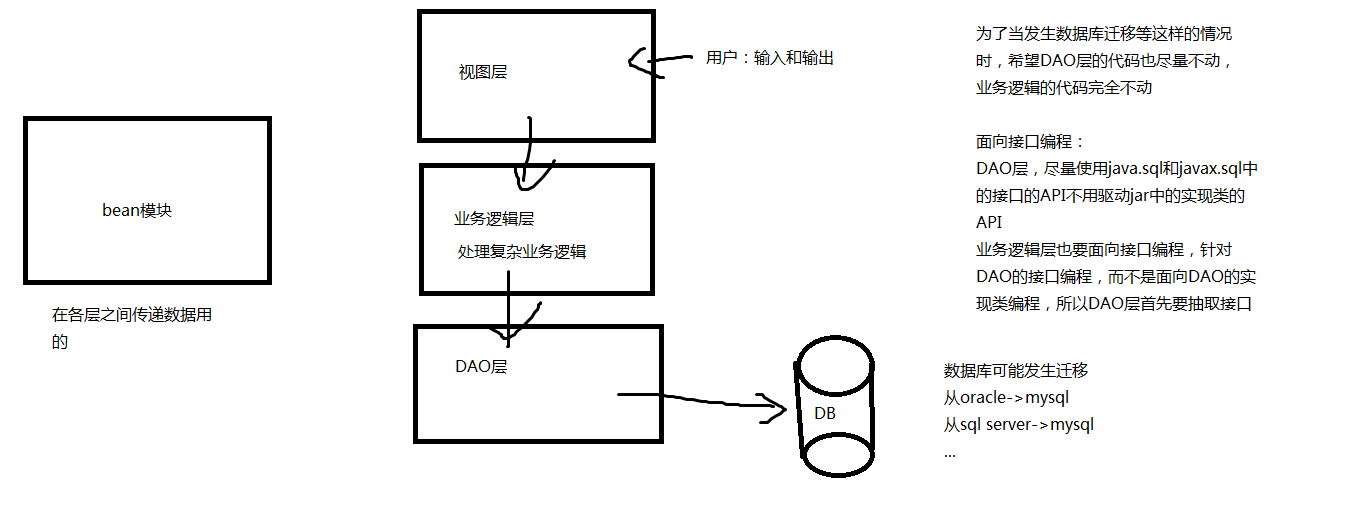 bean模块
在各层之间传递数据用
的
视图层
用户：输入和输出
业务逻辑层
处理复杂业务逻辑
DAO层
DB
为了当发生数据库迁移等这样的情况
时，希望DAO层的代码也尽量不动，
业务逻辑的代码完全不动
面向接口编程：
DAO层，尽量使用java.sql和javax.sql中
的接口的API不用驱动jar中的实现类的
API
业务逻辑层也要面向接口编程，针对
DAO的接口编程，而不是面向DAO的实
现类编程，所以DAO层首先要抽取接口
数据库可能发生迁移
从oracle->mysql
从sql server->mysql
...